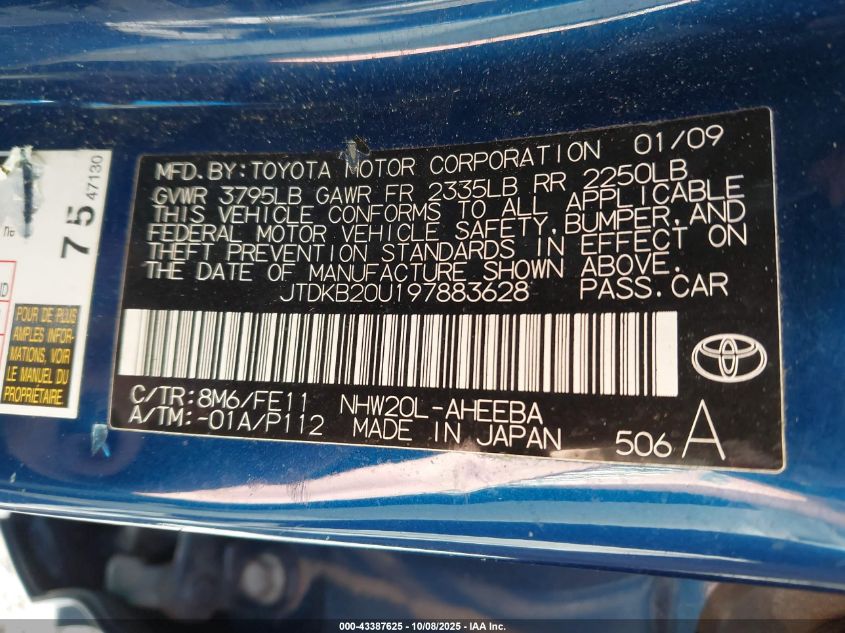 MFD. BY: TOYOTA MOTOR CORPORATION 01/09
GVWR 3795LB GAWR FR 2335LB RR 2250LB
THIS VEHICLE CONFORMS TO ALL APPLICABLE
FEDERAL MOTOR VEHICLE SAFETY, BUMPER, AND
THEFT PREVENTION STANDARDS IN EFFECT ON
THE DATE OF MANUFACTURE SHOWN ABOVE.
JTDKB20U197883628 PASS. CAR
C/TR: 8M6/FE11 NHW20L-AHEEBA
A/TM: -01A/P112 MADE IN JAPAN 506 A
75
47130
ND
POUR DE PLUS
AMPLES INFOR-
MATIONS, VOIR
LE MANUEL DU
PROPRIÉTAIRE
000-43387625 - 10/08/2025 - IAA Inc.